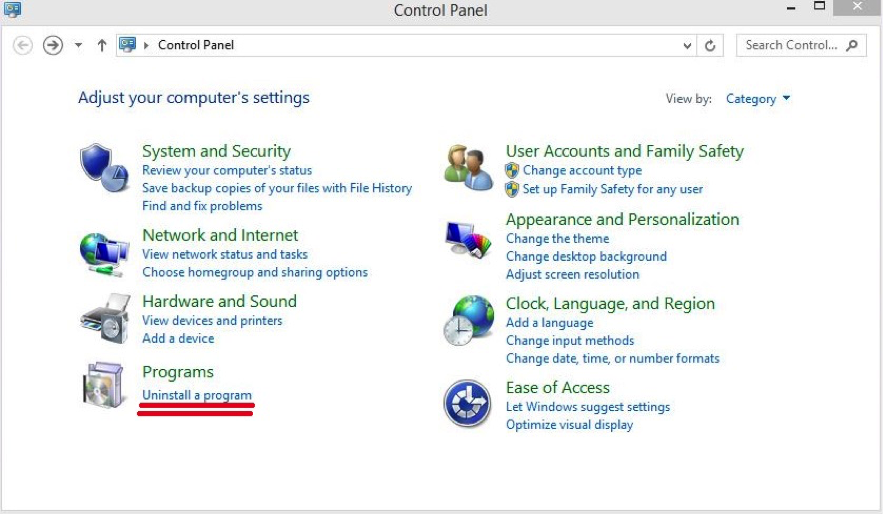 Control Panel
Control Panel
Search Control...
Adjust your computer's settings
View by: Category
System and Security
Review your computer's status
Save backup copies of your files with File History
Find and fix problems
Network and Internet
View network status and tasks
Choose homegroup and sharing options
Hardware and Sound
View devices and printers
Add a device
Programs
Uninstall a program
User Accounts and Family Safety
Change account type
Set up Family Safety for any user
Appearance and Personalization
Change the theme
Change desktop background
Adjust screen resolution
Clock, Language, and Region
Add a language
Change input methods
Change date, time, or number formats
Ease of Access
Let Windows suggest settings
Optimize visual display